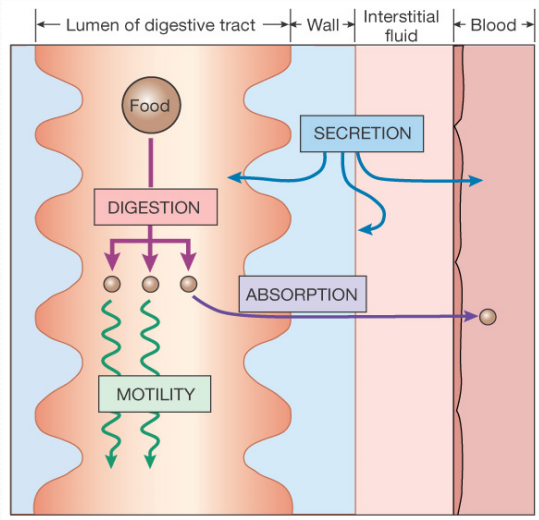 Lumen of digestive tract
Wall
Interstitial
fluid
Blood
Food
SECRETION
DIGESTION
ABSORPTION
MOTILITY